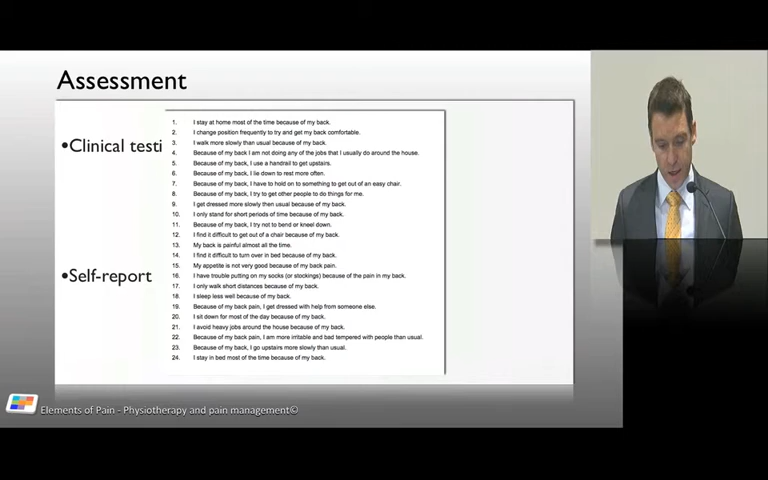 Assessment
•Clinical testi
•Self-report
1. I stay at home most of the time because of my back.
2. I change position frequently to try and get my back comfortable.
3. I walk more slowly than usual because of my back.
4. Because of my back I am not doing any of the jobs that I usually do around the house.
5. Because of my back, I use a handrail to get upstairs.
6. Because of my back, I lie down to rest more often.
7. Because of my back, I have to hold on to something to get out of an easy chair.
8. Because of my back, I try to get other people to do things for me.
9. I get dressed more slowly then usual because of my back.
10. I only stand for short periods of time because of my back.
11. Because of my back, I try not to bend or kneel down.
12. I find it difficult to get out of a chair because of my back.
13. My back is painful almost all the time.
14. I find it difficult to turn over in bed because of my back.
15. My appetite is not very good because of my back pain.
16. I have trouble putting on my socks (or stockings) because of the pain in my back.
17. I only walk short distances because of my back.
18. I sleep less well because of my back.
19. Because of my back pain, I get dressed with help from someone else.
20. I sit down for most of the day because of my back.
21. I avoid heavy jobs around the house because of my back.
22. Because of my back pain, I am more irritable and bad tempered with people than usual.
23. Because of my back, I go upstairs more slowly than usual.
24. I stay in bed most of the time because of my back.
Elements of Pain - Physiotherapy and pain management©